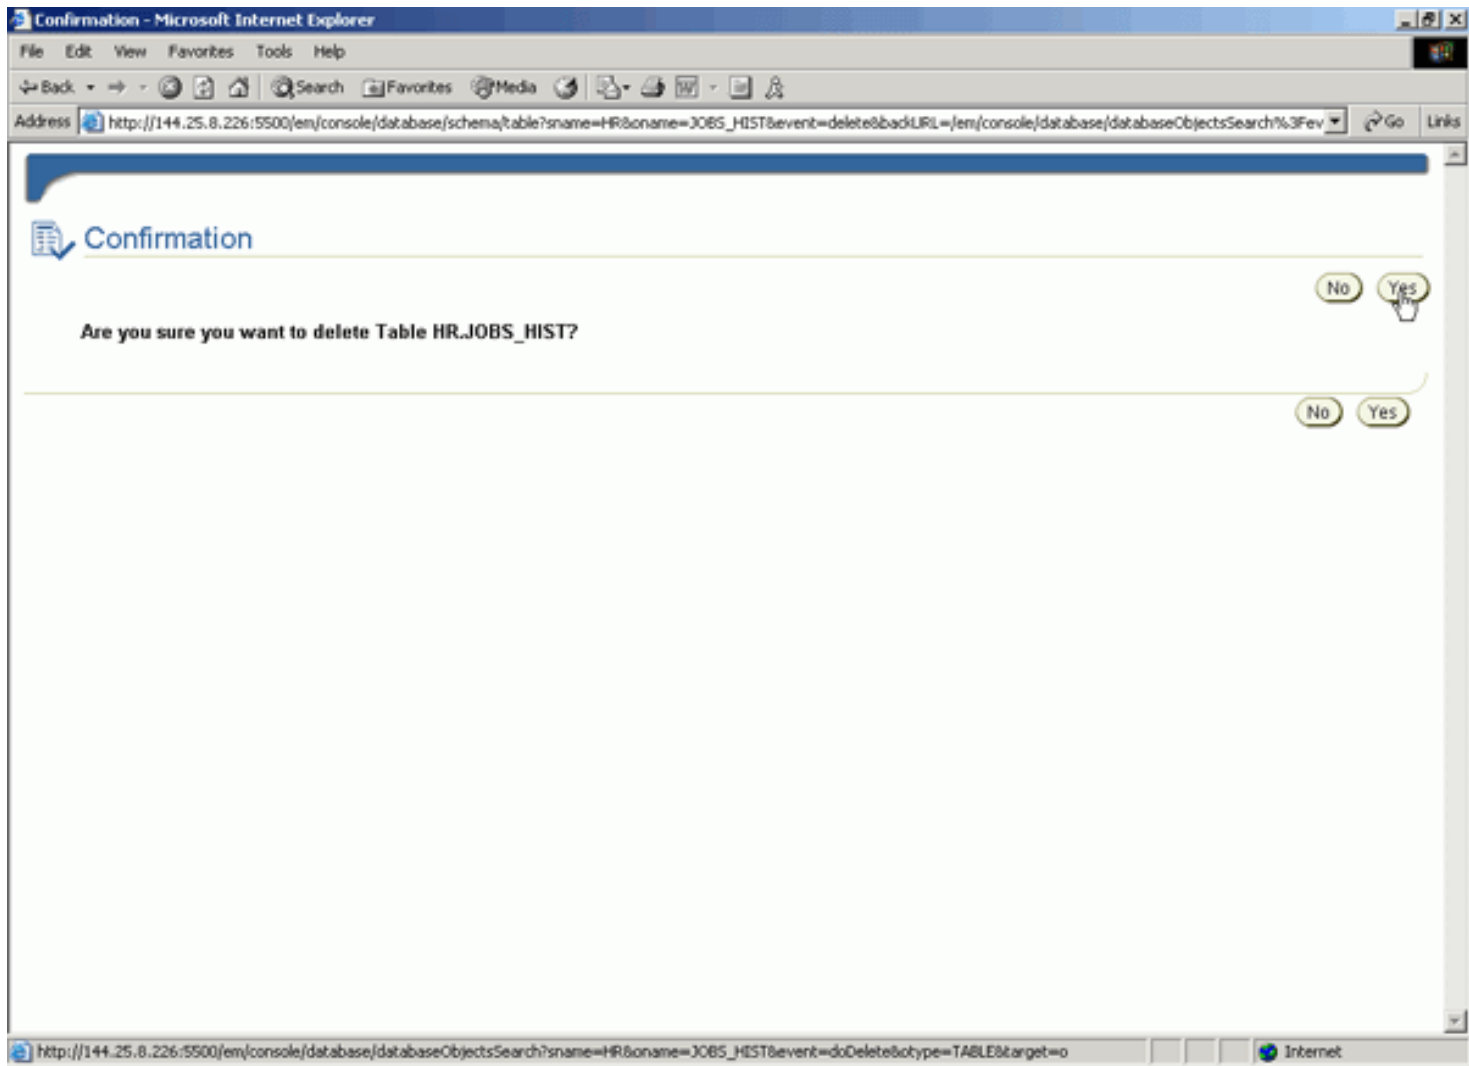 Confirmation - Microsoft Internet Explorer
File Edit View Favorites Tools Help
Back Search Favorites Media
Address http://144.25.8.226:5500/em/console/database/schema/table?sname=HR&oname=JOBS_HIST&event=delete&backURL=/em/console/database/databaseObjectsSearch%3Fev Go Links
Confirmation
No Yes
Are you sure you want to delete Table HR.JOBS_HIST?
No Yes
http://144.25.8.226:5500/em/console/database/databaseObjectsSearch?sname=HR&oname=JOBS_HIST&event=doDelete&otype=TABLE&target=o Internet